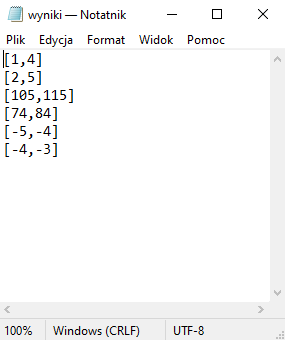 wyniki — Notatnik
Plik Edycja Format Widok Pomoc
[1,4]
[2,5]
[105,115]
[74,84]
[-5,-4]
[-4,-3]
100% Windows (CRLF) UTF-8